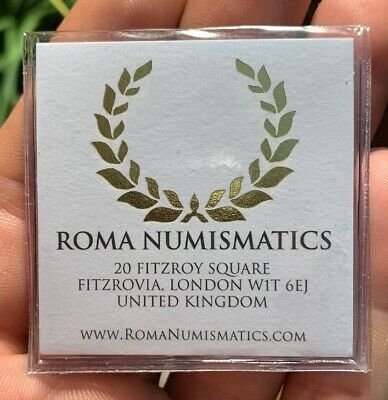 ROMA NUMISMATICS
20 FITZROY SQUARE
FITZROVIA, LONDON W1T 6EJ
UNITED KINGDOM
WWW.ROMANUMISMATICS.COM